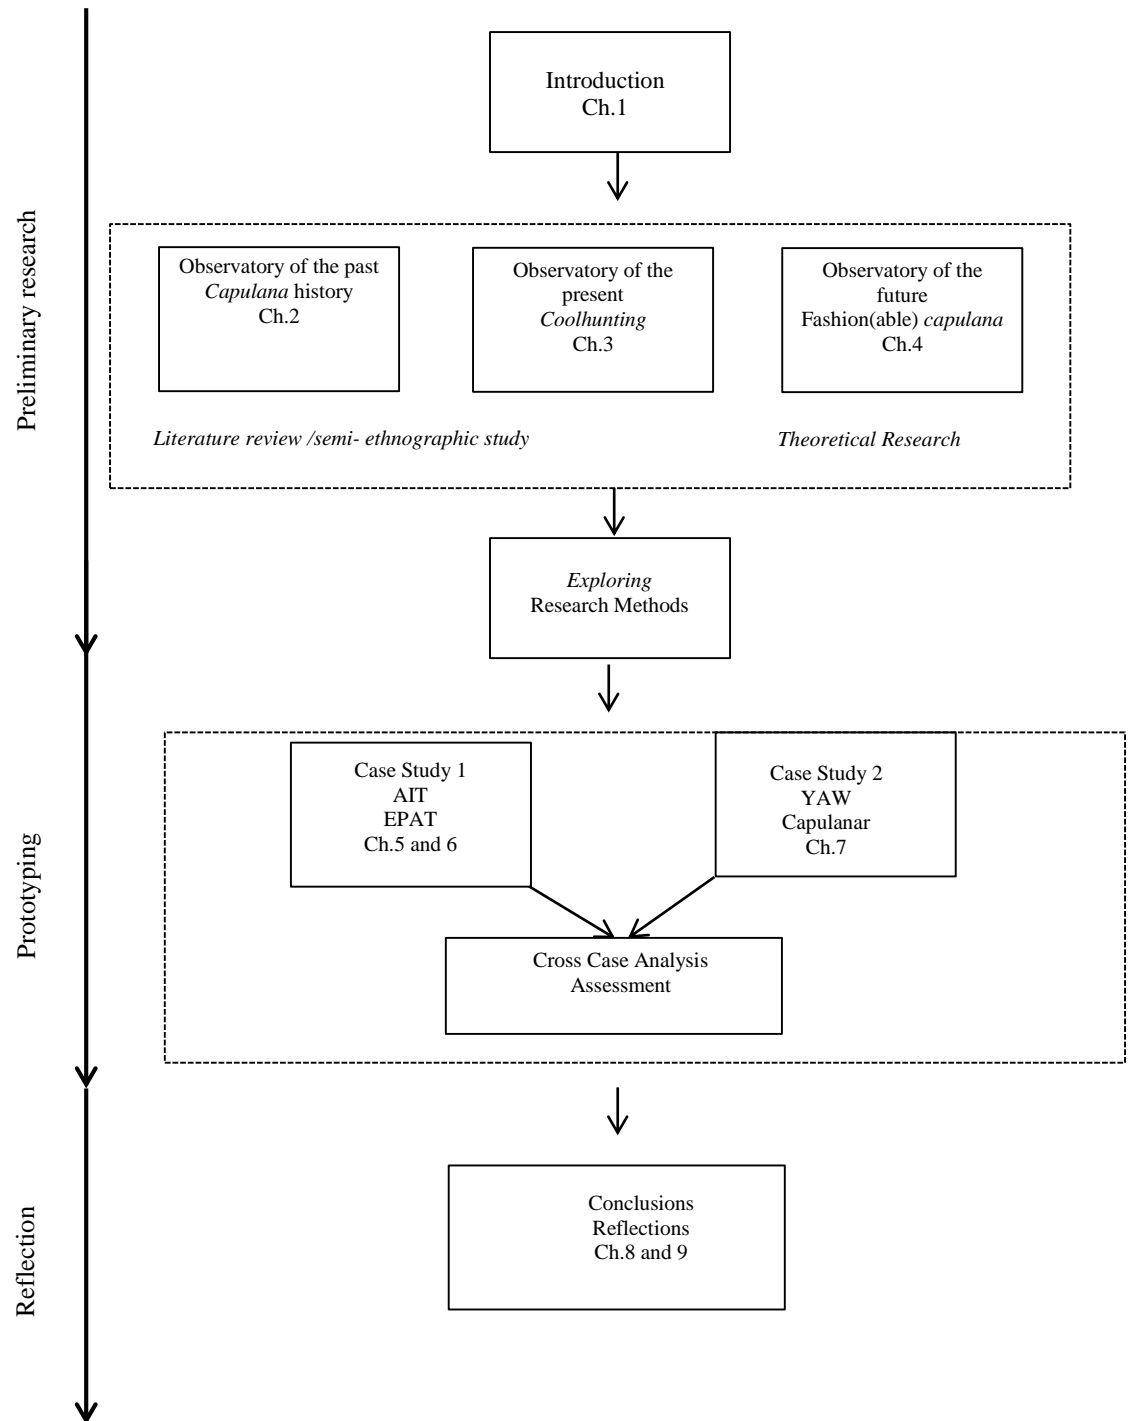 Introduction
Ch.1
Preliminary research
Observatory of the past
Capulana history
Ch.2
Observatory of the
present
Coolhunting
Ch.3
Observatory of the
future
Fashion(able) capulana
Ch.4
Literature review /semi- ethnographic study
Theoretical Research
Exploring
Research Methods
Prototyping
Case Study 1
AIT
EPAT
Ch.5 and 6
Case Study 2
YAW
Capulanar
Ch.7
Cross Case Analysis
Assessment
Reflection
Conclusions
Reflections
Ch.8 and 9